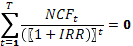 ∑_{t=1}^{T} NCF_t / (〖1 + IRR)〗^t = 0